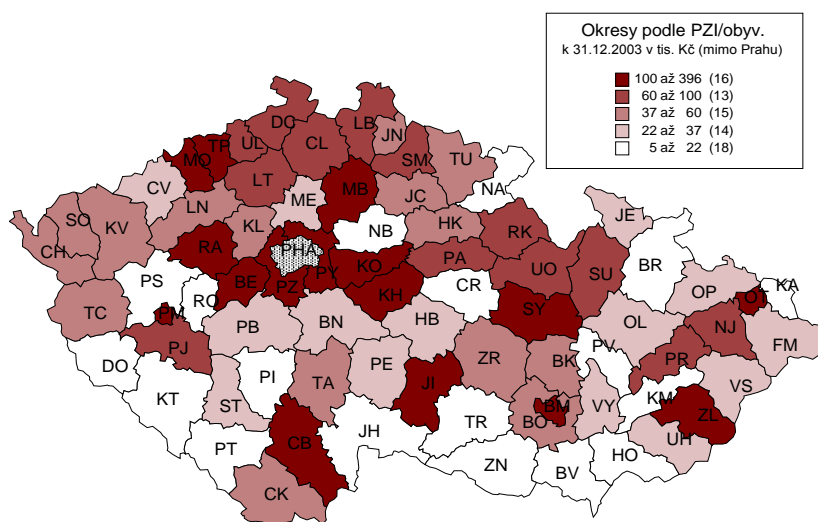 Okresy podle PZI/obyv.
k 31.12.2003 v tis. Kč (mimo Prahu)
100 až 396 (16)
60 až 100 (13)
37 až 60 (15)
22 až 37 (14)
5 až 22 (18)
DC LB
TP UL CL JN
MO SM TU
CV LT ME MB JC NA
SO LN
KV KL HK JE
CH RA PHA NB RK
PS BE PY KO PA UO SU BR
RO PZ KH CR OP KA
TC PM SY OT
PB BN HB OL NJ
PJ PV FM
DO PI TA PE ZR BK PR
KT ST JI KM VS
BO BM VY ZL
PT CB JH TR UH
ZN BV HO
CK